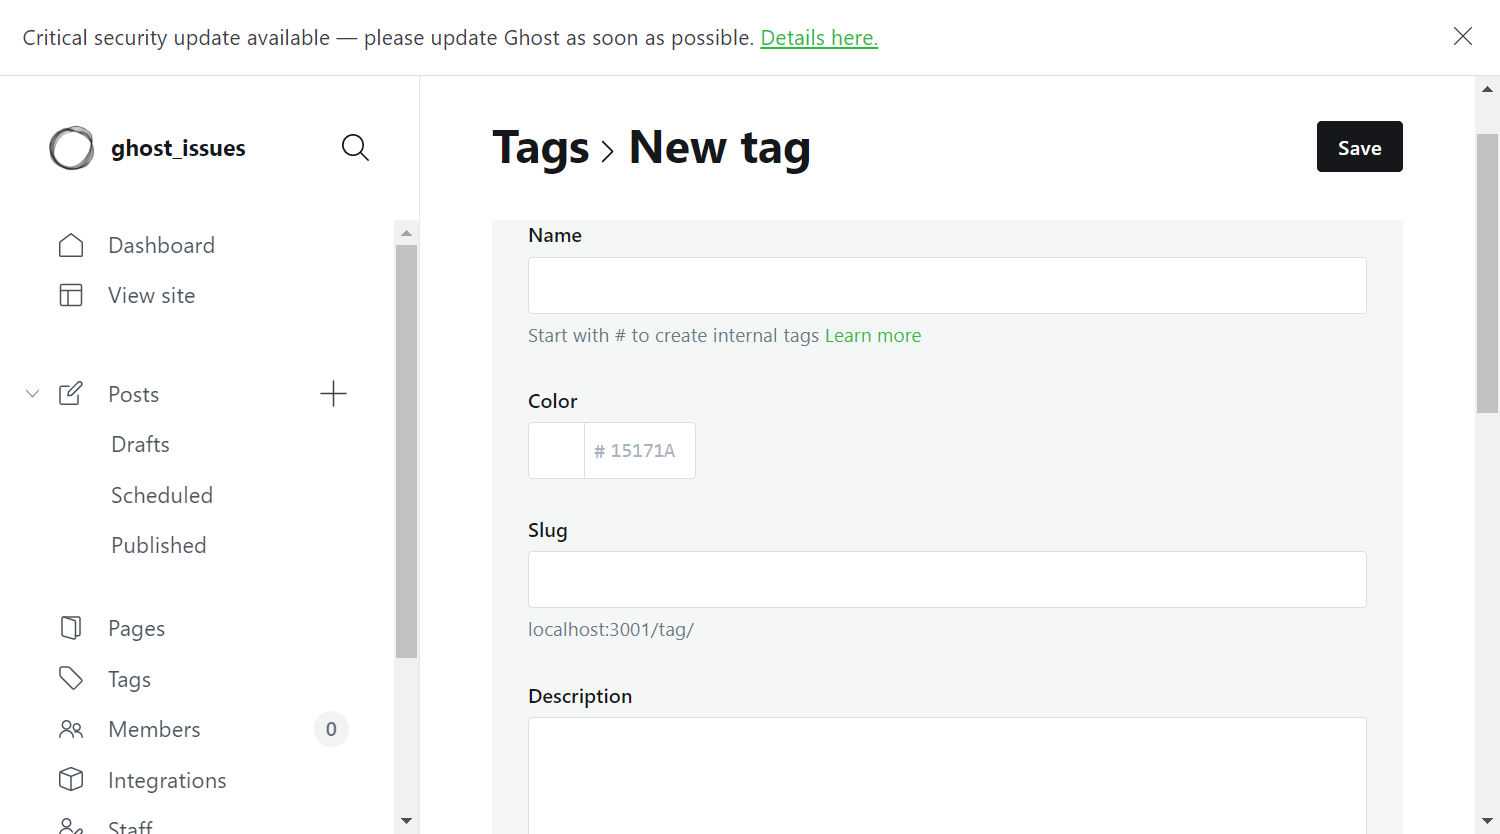 Critical security update available — please update Ghost as soon as possible. Details here.
ghost_issues
Dashboard
View site
Posts
Drafts
Scheduled
Published
Pages
Tags
Members 0
Integrations
Staff
Tags > New tag
Save
Name
Start with # to create internal tags Learn more
Color
# 15171A
Slug
localhost:3001/tag/
Description